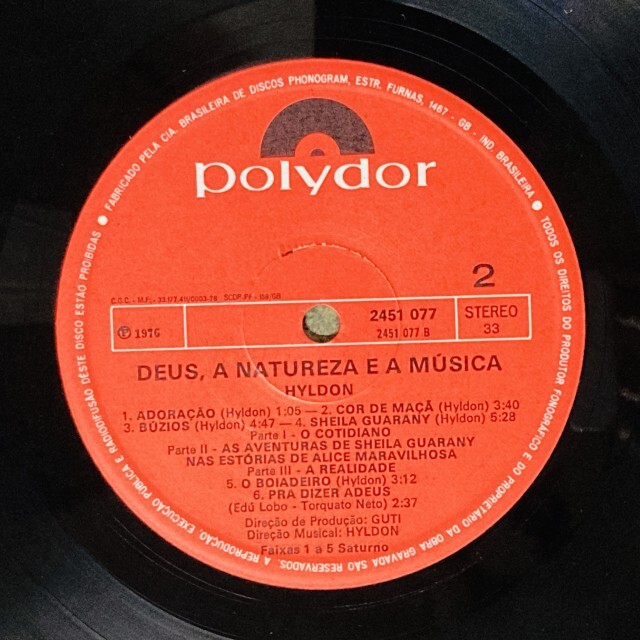 FABRICADO PELA CIA. BRASILEIRA DE DISCOS PHONOGRAM, ESTR. FURNAS, 1467 - GB - IND. BRASILEIRA
TODOS OS DIREITOS DO PRODUTOR FONOGRÁFICO E DO PROPRIETÁRIO DA OBRA GRAVADA SÃO RESERVADOS. A REPRODUÇÃO, EXECUÇÃO PÚBLICA E RADIODIFUSÃO DESTE DISCO ESTÃO PROIBIDAS
polydor
2
SCDP.PF
℗ 1976
2451 077
2451 077 B
STEREO
33
DEUS, A NATUREZA E A MÚSICA
HYLDON
1. ADORAÇÃO (Hyldon) 1:05 — 2. COR DE MAÇÃ (Hyldon) 3:40
3. BÚZIOS (Hyldon) 4:47 — 4. SHEILA GUARANY (Hyldon) 5:28
Parte I - O COTIDIANO
Parte II - AS AVENTURAS DE SHEILA GUARANY
NAS ESTÓRIAS DE ALICE MARAVILHOSA
Parte III - A REALIDADE
5. O BOIADEIRO (Hyldon) 3:12
6. PRA DIZER ADEUS
(Edú Lobo - Torquato Neto) 2:37
Direção de Produção: GUTI
Direção Musical: HYLDON
Faixas 1 a 5 Saturno